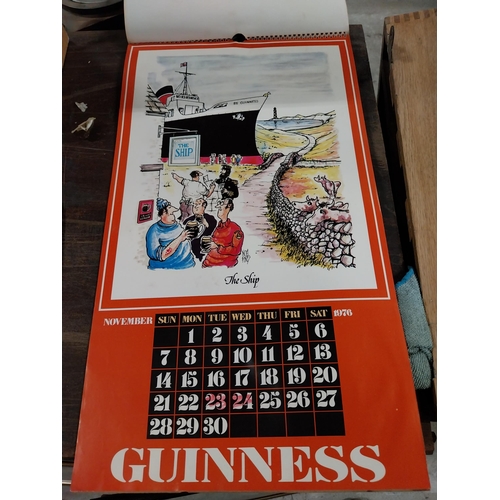 THE
SHIP
The Ship
NOVEMBER SUN MON TUE WED THU FRI SAT 1976
1 2 3 4 5 6
7 8 9 10 11 12 13
14 15 16 17 18 19 20
21 22 23 24 25 26 27
28 29 30
GUINNESS